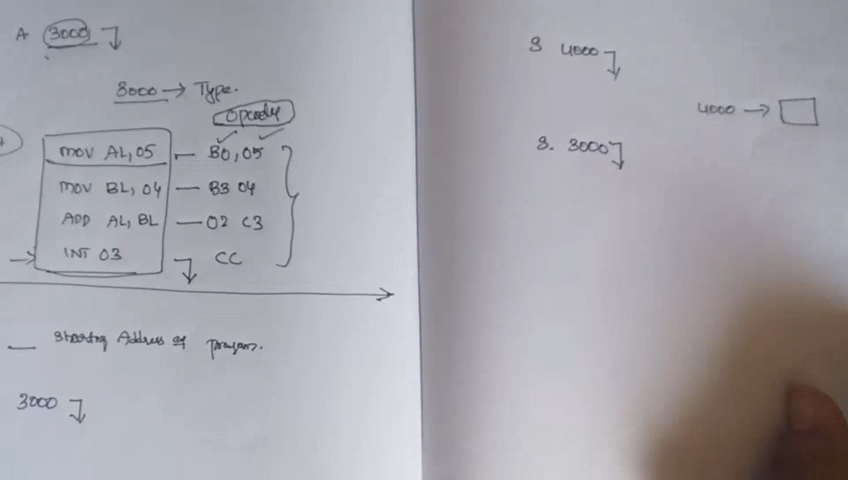 A 3000
3000 → Type.
Opcode
MOV AL, 05 — B0, 05
MOV BL, 04 — B3 04
ADD AL, BL — 02 C3
INT 03 CC
— Starting Address of program.
3000
S 4000
4000 →
S. 3000